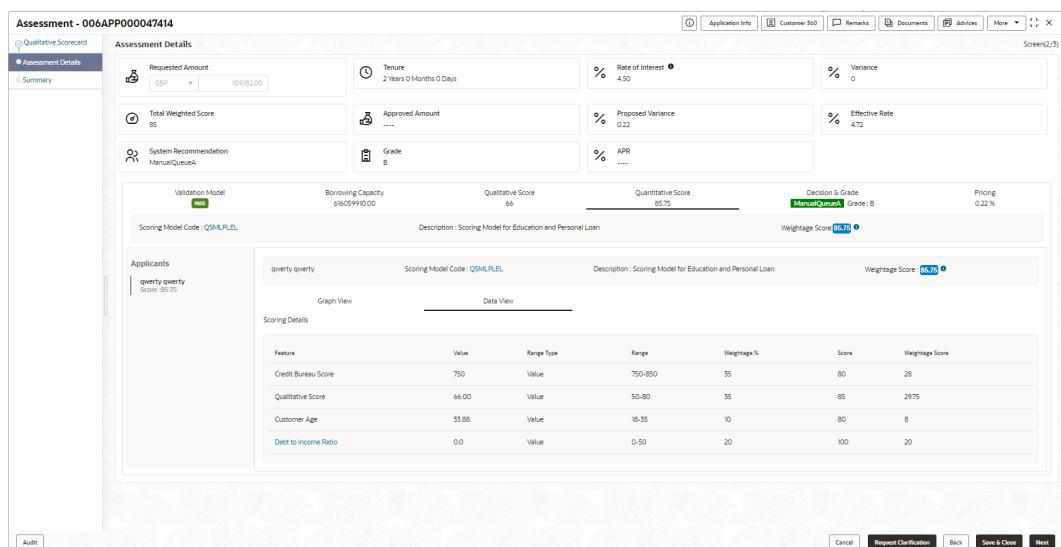 Assessment - 006APP000047414
Application Info
Customer 360
Remarks
Documents
Advices
More
Qualitative Scorecard
Assessment Details
Summary
Assessment Details
Screen(2/3)
Requested Amount
GBP 109,182.00
Tenure
2 Years 0 Months 0 Days
Rate of Interest
4.50
Variance
0
Total Weighted Score
85
Approved Amount
----
Proposed Variance
0.22
Effective Rate
4.72
System Recommendation
ManualQueueA
Grade
B
APR
----
Validation Model
PASS
Borrowing Capacity
616059910.00
Qualitative Score
66
Quantitative Score
85.75
Decision & Grade
ManualQueueA Grade : B
Pricing
0.22 %
Scoring Model Code : QSMLPLEL Description : Scoring Model for Education and Personal Loan Weightage Score 85.75
Applicants
qwerty qwerty
Score :85.75
qwerty qwerty Scoring Model Code : QSMLPLEL Description : Scoring Model for Education and Personal Loan Weightage Score : 85.75
Graph View Data View
Scoring Details
Feature Value Range Type Range Weightage % Score Weightage Score
Credit Bureau Score 750 Value 750-850 35 80 28
Qualitative Score 66.00 Value 50-80 35 85 29.75
Customer Age 33.88 Value 18-35 10 80 8
Debt to Income Ratio 0.0 Value 0-50 20 100 20
Audit
Cancel
Request Clarification
Back
Save & Close
Next